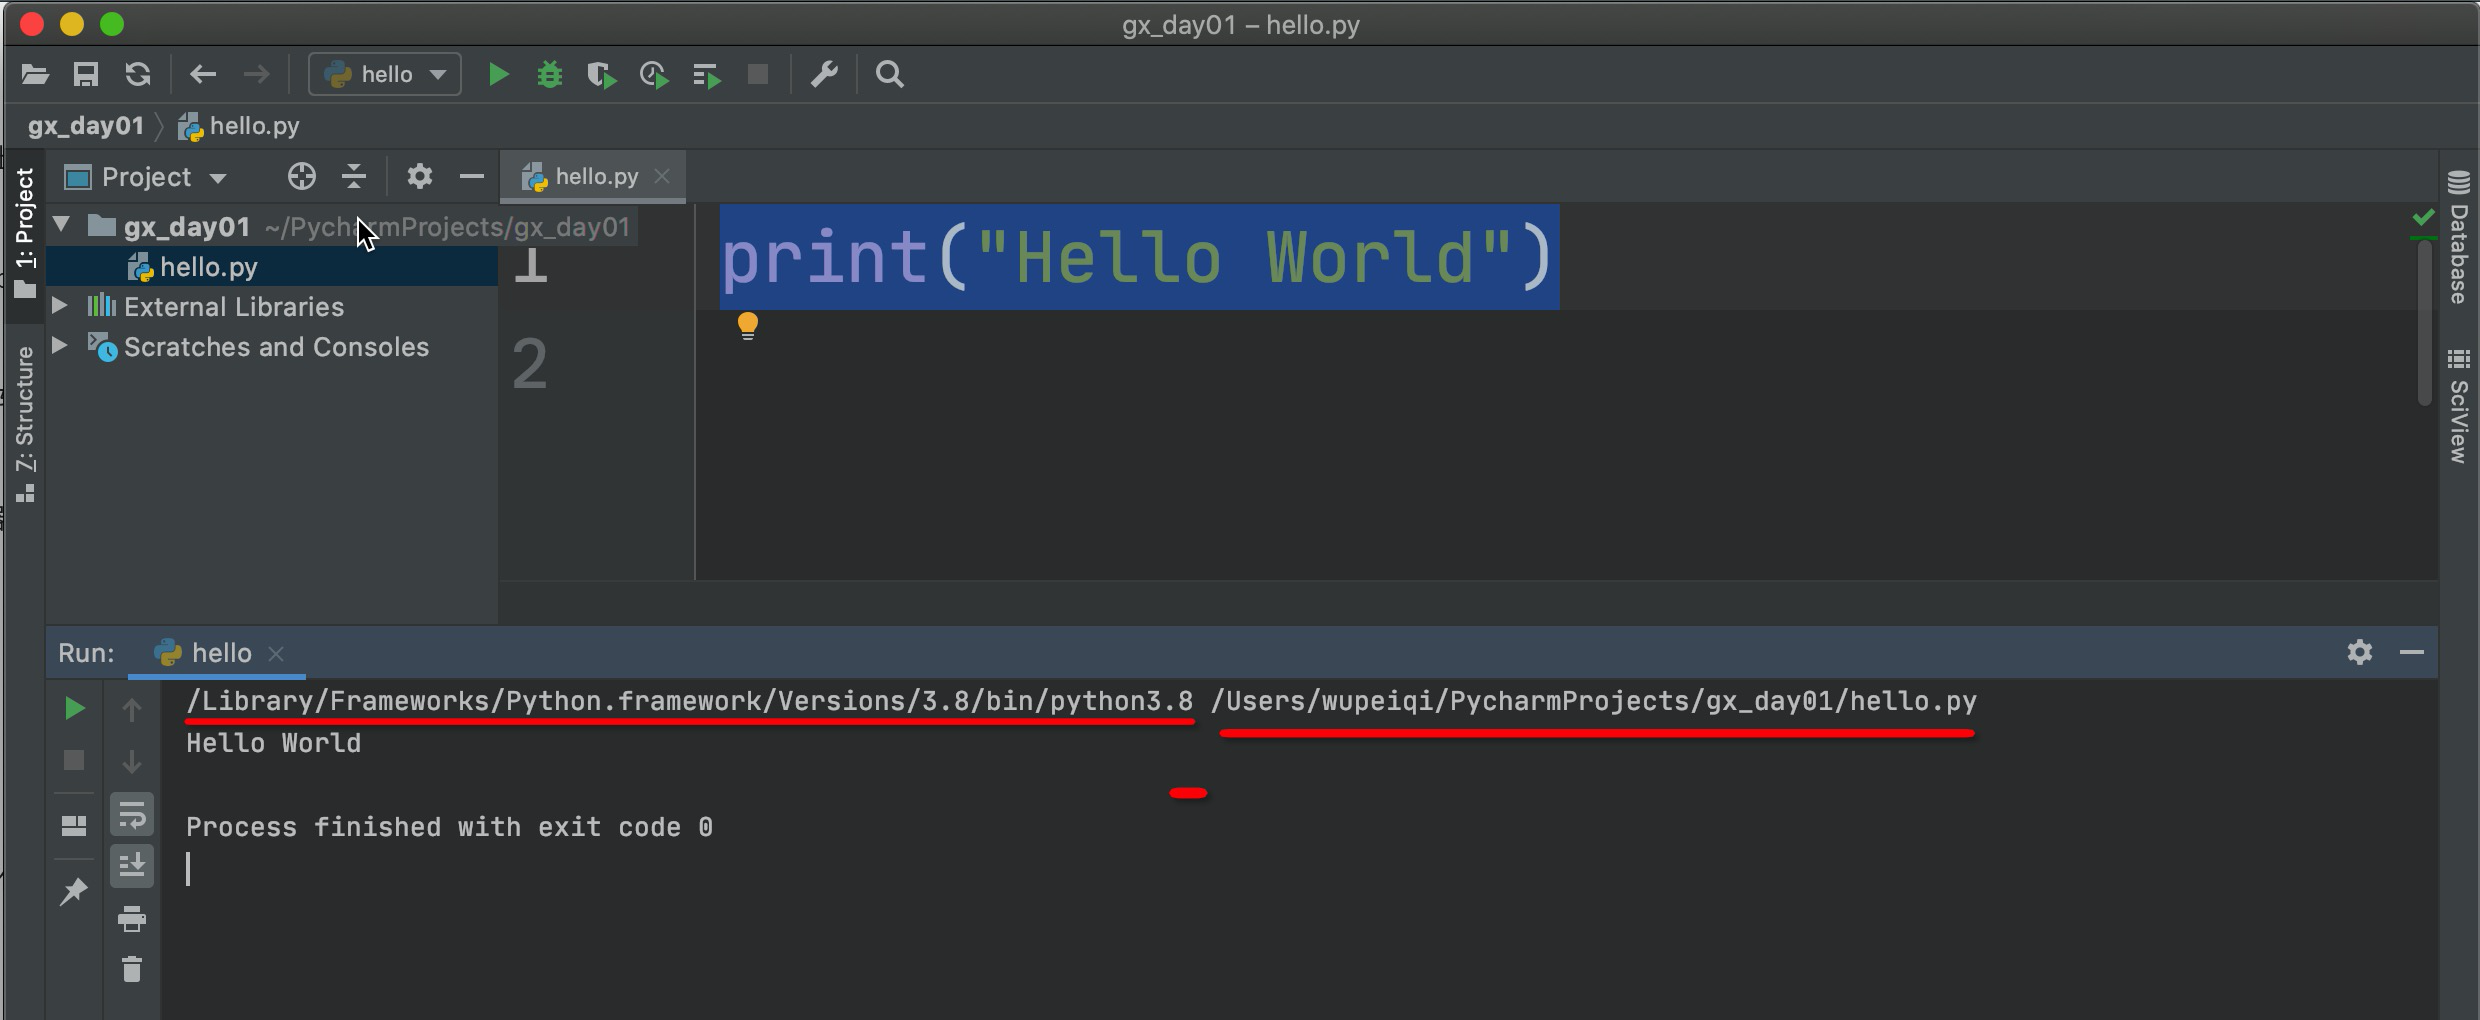 gx_day01 – hello.py
hello
gx_day01 hello.py
1: Project
Project
hello.py
gx_day01 ~/PycharmProjects/gx_day01
hello.py
External Libraries
Scratches and Consoles
1
print("Hello World")
2
Z: Structure
Database
SciView
Run: hello
/Library/Frameworks/Python.framework/Versions/3.8/bin/python3.8 /Users/wupeiqi/PycharmProjects/gx_day01/hello.py
Hello World
Process finished with exit code 0